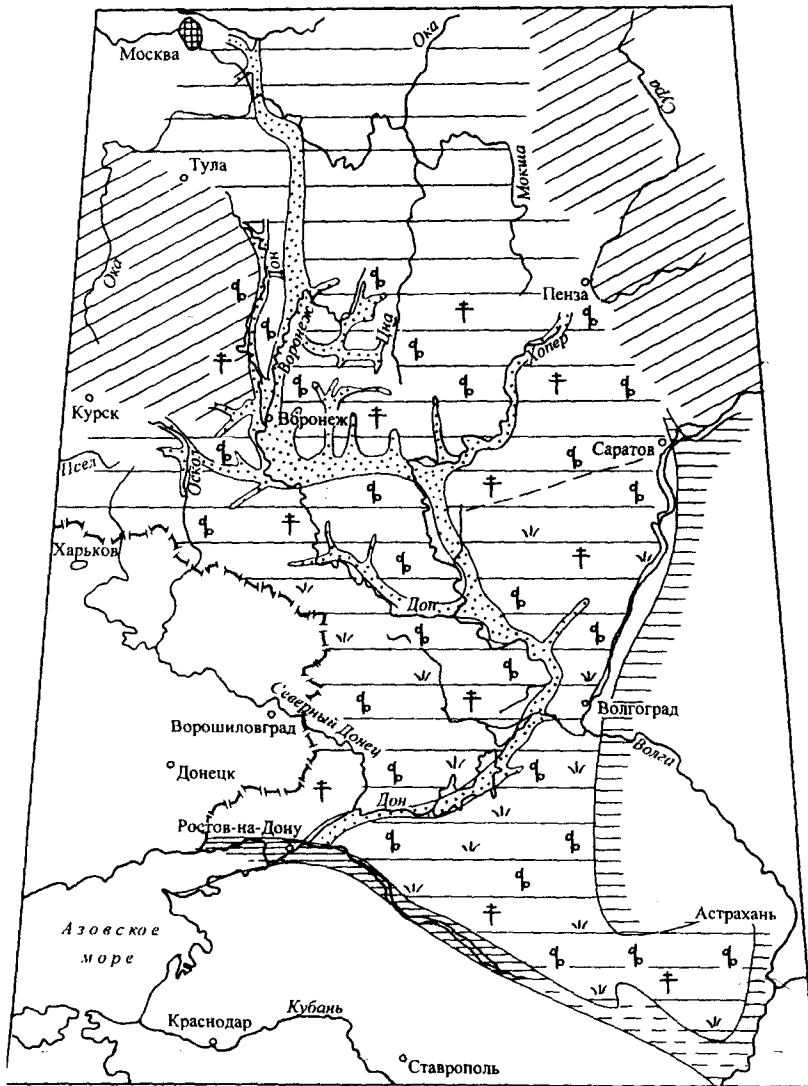 Москва
Ока
Сура
Тула
Мокша
Ока
Дон
Пенза
Воронеж
Цна
Хопер
Курск
Воронеж
Саратов
Псел
Оскол
Харьков
Дон
Северный Донец
Волгоград
Ворошиловград
Волга
Донецк
Дон
Ростов-на-Дону
Астрахань
Азовское
море
Кубань
Краснодар
Ставрополь